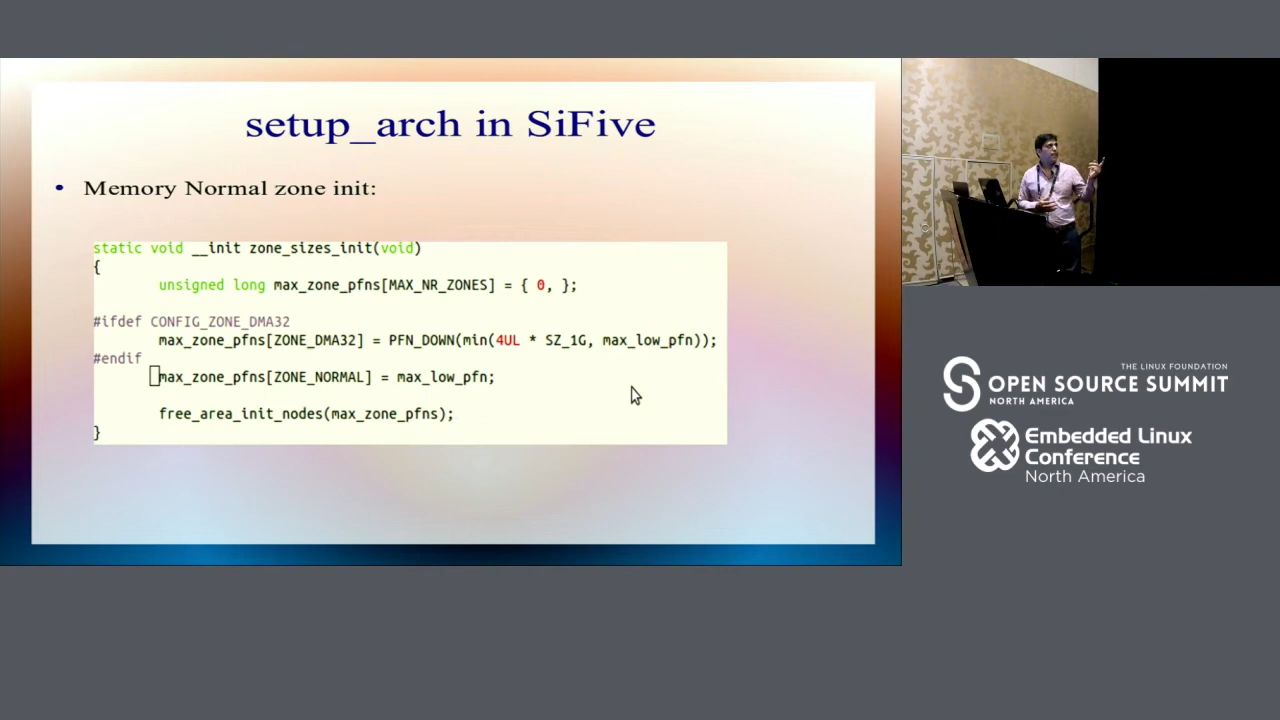 setup_arch in SiFive
• Memory Normal zone init:
static void __init zone_sizes_init(void)
{
unsigned long max_zone_pfns[MAX_NR_ZONES] = { 0, };
#ifdef CONFIG_ZONE_DMA32
max_zone_pfns[ZONE_DMA32] = PFN_DOWN(min(4UL * SZ_1G, max_low_pfn));
#endif
max_zone_pfns[ZONE_NORMAL] = max_low_pfn;
free_area_init_nodes(max_zone_pfns);
}
THE LINUX FOUNDATION
OPEN SOURCE SUMMIT
NORTH AMERICA
Embedded Linux
Conference
North America